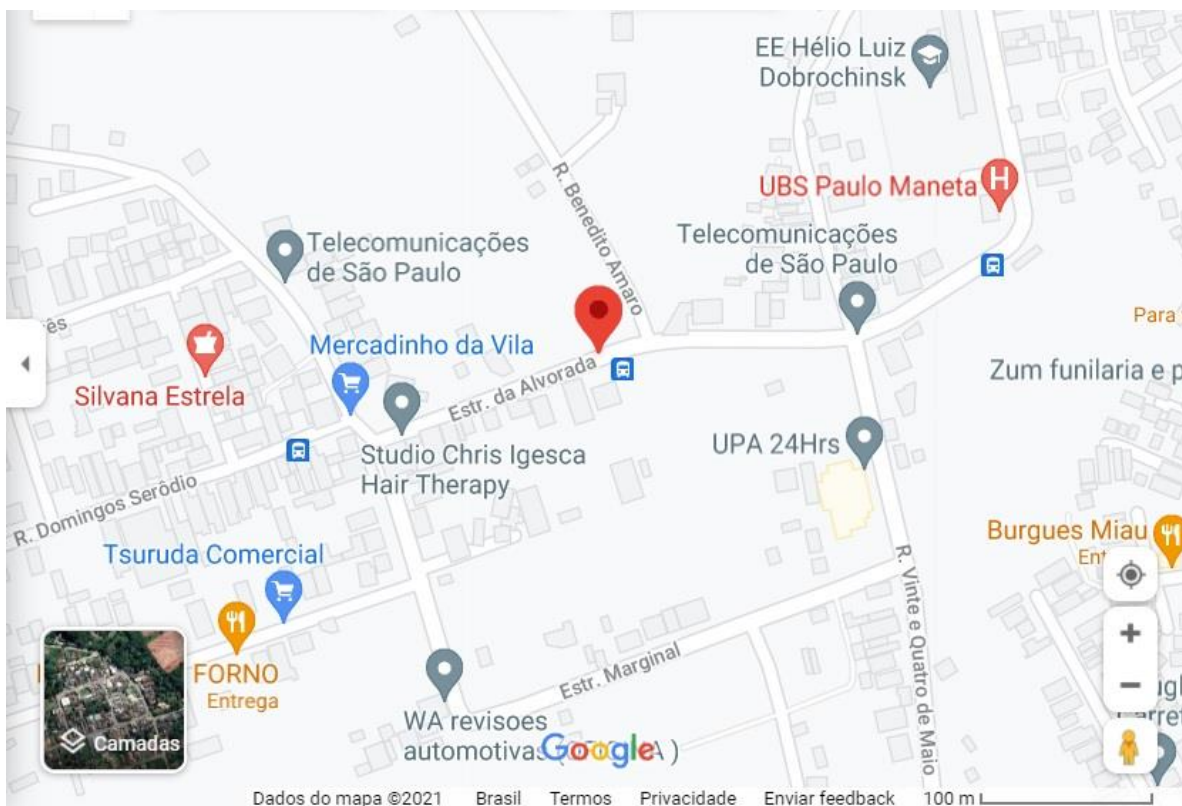 EE Hélio Luiz
Dobrochinsk
UBS Paulo Maneta
R. Benedito Amaro
Telecomunicações
de São Paulo
Telecomunicações
de São Paulo
Para
Mercadinho da Vila
Estr. da Alvorada
Silvana Estrela
Zum funilaria e p
Studio Chris Igesca
Hair Therapy
UPA 24Hrs
R. Domingos Seródio
Tsuruda Comercial
Burgues Miau
Ent
R. Vinte e Quatro de Maio
FORNO
Entrega
Estr. Marginal
WA revisoes
automotivas
Google
Camadas
Dados do mapa ©2021 Brasil Termos Privacidade Enviar feedback 100 m